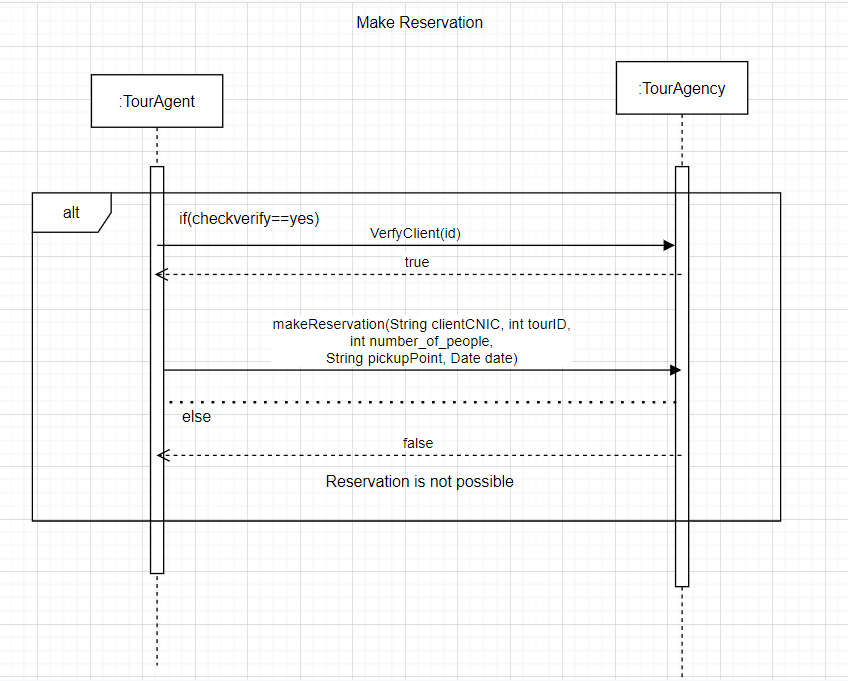 Make Reservation
:TourAgent
:TourAgency
alt
if(checkverify==yes)
VerfyClient(id)
true
makeReservation(String clientCNIC, int tourID,
int number_of_people,
String pickupPoint, Date date)
else
false
Reservation is not possible